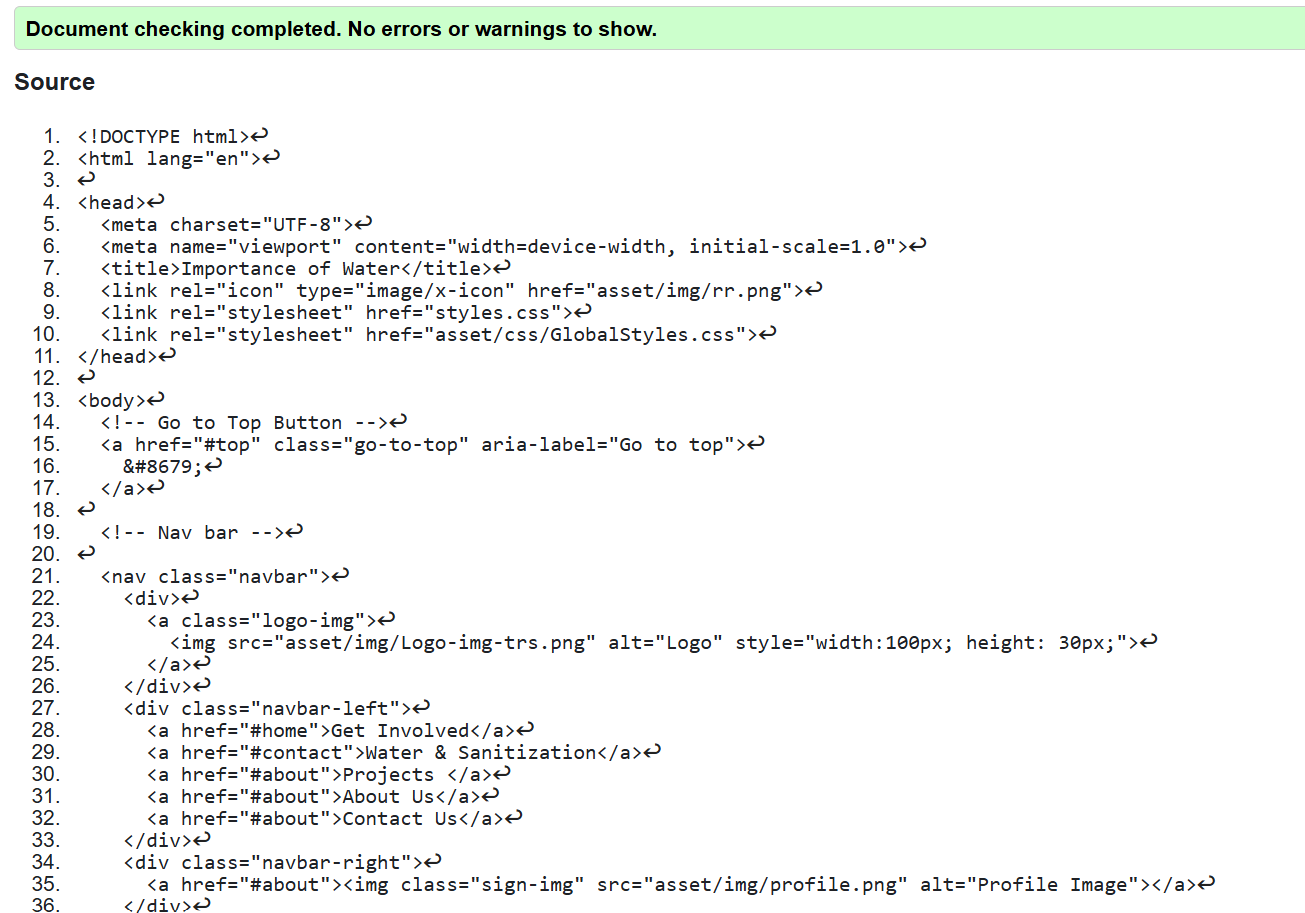 Document checking completed. No errors or warnings to show.
Source
1. <!DOCTYPE html>↩
2. <html lang="en">↩
3. ↩
4. <head>↩
5.   <meta charset="UTF-8">↩
6.   <meta name="viewport" content="width=device-width, initial-scale=1.0">↩
7.   <title>Importance of Water</title>↩
8.   <link rel="icon" type="image/x-icon" href="asset/img/rr.png">↩
9.   <link rel="stylesheet" href="styles.css">↩
10.   <link rel="stylesheet" href="asset/css/GlobalStyles.css">↩
11. </head>↩
12. ↩
13. <body>↩
14.   <!-- Go to Top Button -->↩
15.   <a href="#top" class="go-to-top" aria-label="Go to top">↩
16.     &#8679;↩
17.   </a>↩
18. ↩
19.   <!-- Nav bar -->↩
20. ↩
21.   <nav class="navbar">↩
22.     <div>↩
23.       <a class="logo-img">↩
24.         <img src="asset/img/Logo-img-trs.png" alt="Logo" style="width:100px; height: 30px;">↩
25.       </a>↩
26.     </div>↩
27.     <div class="navbar-left">↩
28.       <a href="#home">Get Involved</a>↩
29.       <a href="#contact">Water & Sanitization</a>↩
30.       <a href="#about">Projects </a>↩
31.       <a href="#about">About Us</a>↩
32.       <a href="#about">Contact Us</a>↩
33.     </div>↩
34.     <div class="navbar-right">↩
35.       <a href="#about"><img class="sign-img" src="asset/img/profile.png" alt="Profile Image"></a>↩
36.     </div>↩